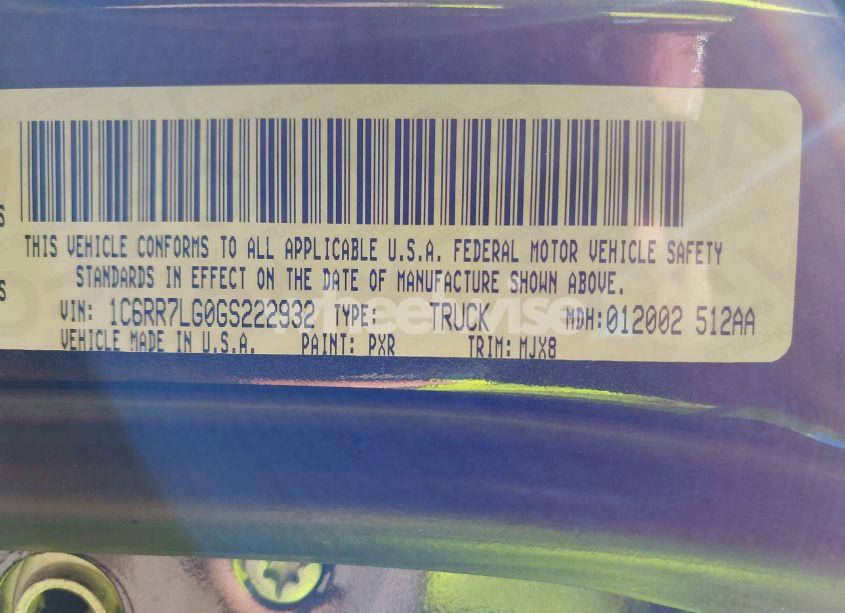 S
THIS VEHICLE CONFORMS TO ALL APPLICABLE U.S.A. FEDERAL MOTOR VEHICLE SAFETY
S
STANDARDS IN EFFECT ON THE DATE OF MANUFACTURE SHOWN ABOVE.
VIN: 1C6RR7LG0GS222932 TYPE: TRUCK MDH:012002 512AA
VEHICLE MADE IN U.S.A. PAINT: PXR TRIM: MJX8
wheelwise